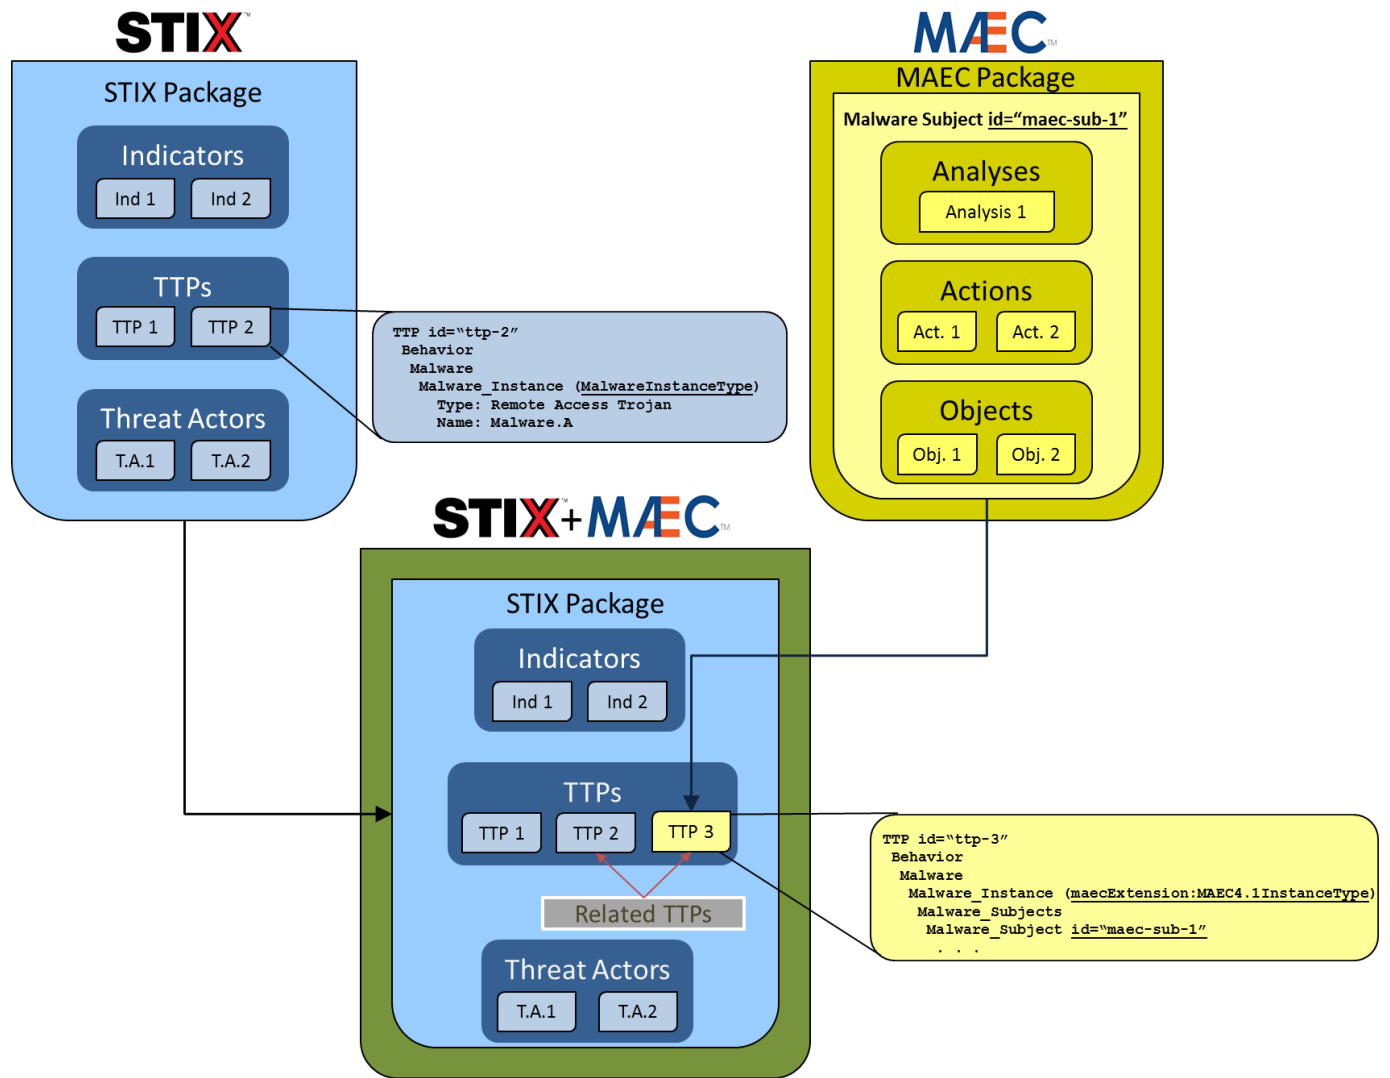 STIX™
STIX Package
Indicators
Ind 1
Ind 2
TTPs
TTP 1
TTP 2
Threat Actors
T.A.1
T.A.2
TTP id=“ttp-2”
Behavior
Malware
Malware_Instance (MalwareInstanceType)
Type: Remote Access Trojan
Name: Malware.A
MAEC™
MAEC Package
Malware Subject id=“maec-sub-1”
Analyses
Analysis 1
Actions
Act. 1
Act. 2
Objects
Obj. 1
Obj. 2
STIX™+MAEC™
STIX Package
Indicators
Ind 1
Ind 2
TTPs
TTP 1
TTP 2
TTP 3
Related TTPs
Threat Actors
T.A.1
T.A.2
TTP id=“ttp-3”
Behavior
Malware
Malware_Instance (maecExtension:MAEC4.1InstanceType)
Malware_Subjects
Malware_Subject id=“maec-sub-1”
. . .